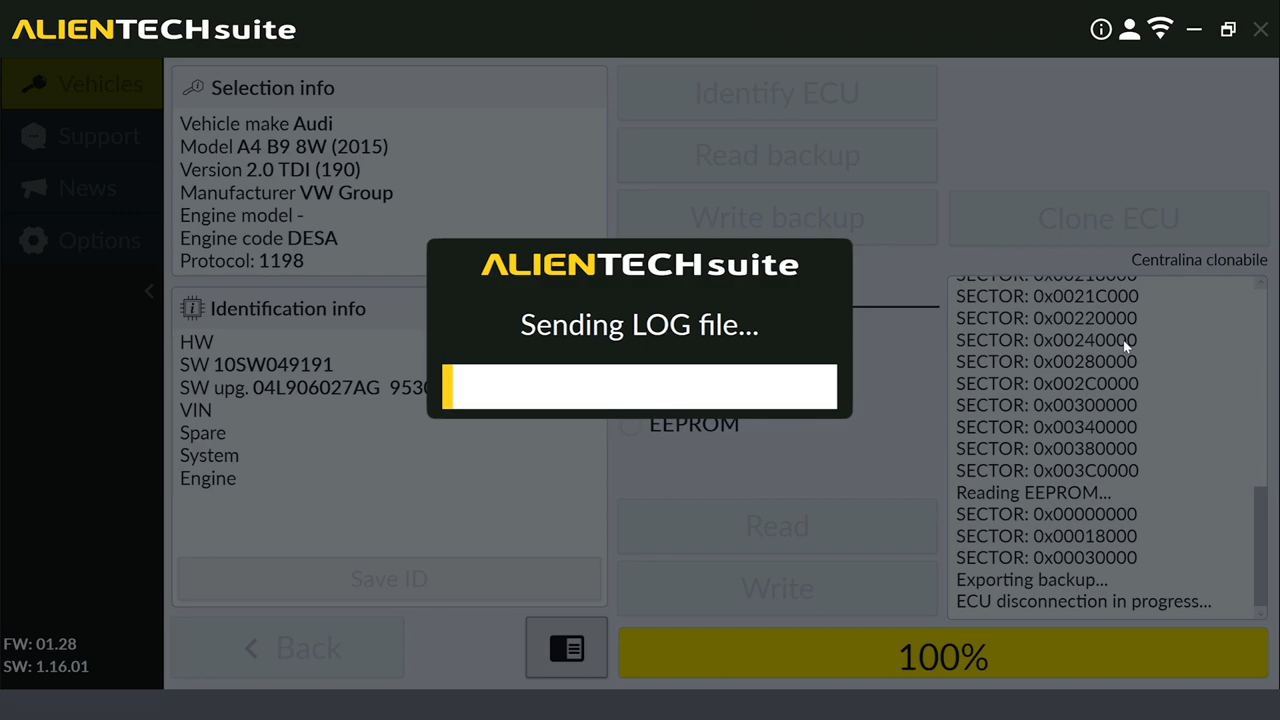 ALIENTECH suite
Vehicles
Support
News
Options
FW: 01.28
SW: 1.16.01
Selection info
Vehicle make Audi
Model A4 B9 8W (2015)
Version 2.0 TDI (190)
Manufacturer VW Group
Engine model -
Engine code DESA
Protocol: 1198
Identification info
HW
SW 10SW049191
SW upg. 04L906027AG 9530
VIN
Spare
System
Engine
Save ID
Back
Identify ECU
Read backup
Write backup
Clone ECU
Centralina clonabile
ALIENTECH suite
Sending LOG file...
EEPROM
Read
Write
SECTOR: 0x00218000
SECTOR: 0x0021C000
SECTOR: 0x00220000
SECTOR: 0x00240000
SECTOR: 0x00280000
SECTOR: 0x002C0000
SECTOR: 0x00300000
SECTOR: 0x00340000
SECTOR: 0x00380000
SECTOR: 0x003C0000
Reading EEPROM...
SECTOR: 0x00000000
SECTOR: 0x00018000
SECTOR: 0x00030000
Exporting backup...
ECU disconnection in progress...
100%